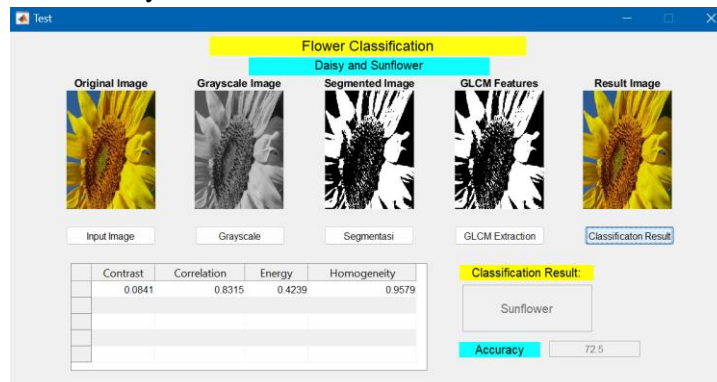 Test
Flower Classification
Daisy and Sunflower
Original Image Grayscale Image Segmented Image GLCM Features Result Image
Input Image Grayscale Segmentasi GLCM Extraction Classificaton Result
Contrast Correlation Energy Homogeneity
0.0841 0.8315 0.4239 0.9579
Classification Result:
Sunflower
Accuracy 72.5